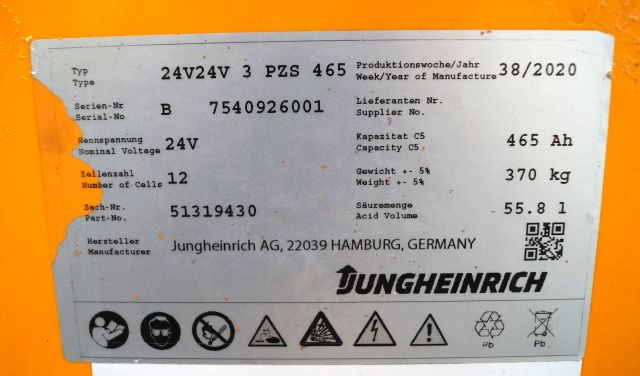 Typ 24V24V 3 PZS 465 Produktionswoche/Jahr 38/2020
Type Week/Year of Manufacture
Serien-Nr B 7540926001 Lieferanten Nr.
Serial-No Supplier No.
Nennspannung 24V Kapazitat C5 465 Ah
Nominal Voltage Capacity C5
Zellenzahl 12 Gewicht +- 5% 370 kg
Number of Cells Weight +- 5%
Sach-Nr. 51319430 Säuremenge 55.8 l
Part-No. Acid Volume
Hersteller Jungheinrich AG, 22039 HAMBURG, GERMANY
Manufacturer
JUNGHEINRICH
Pb Pb